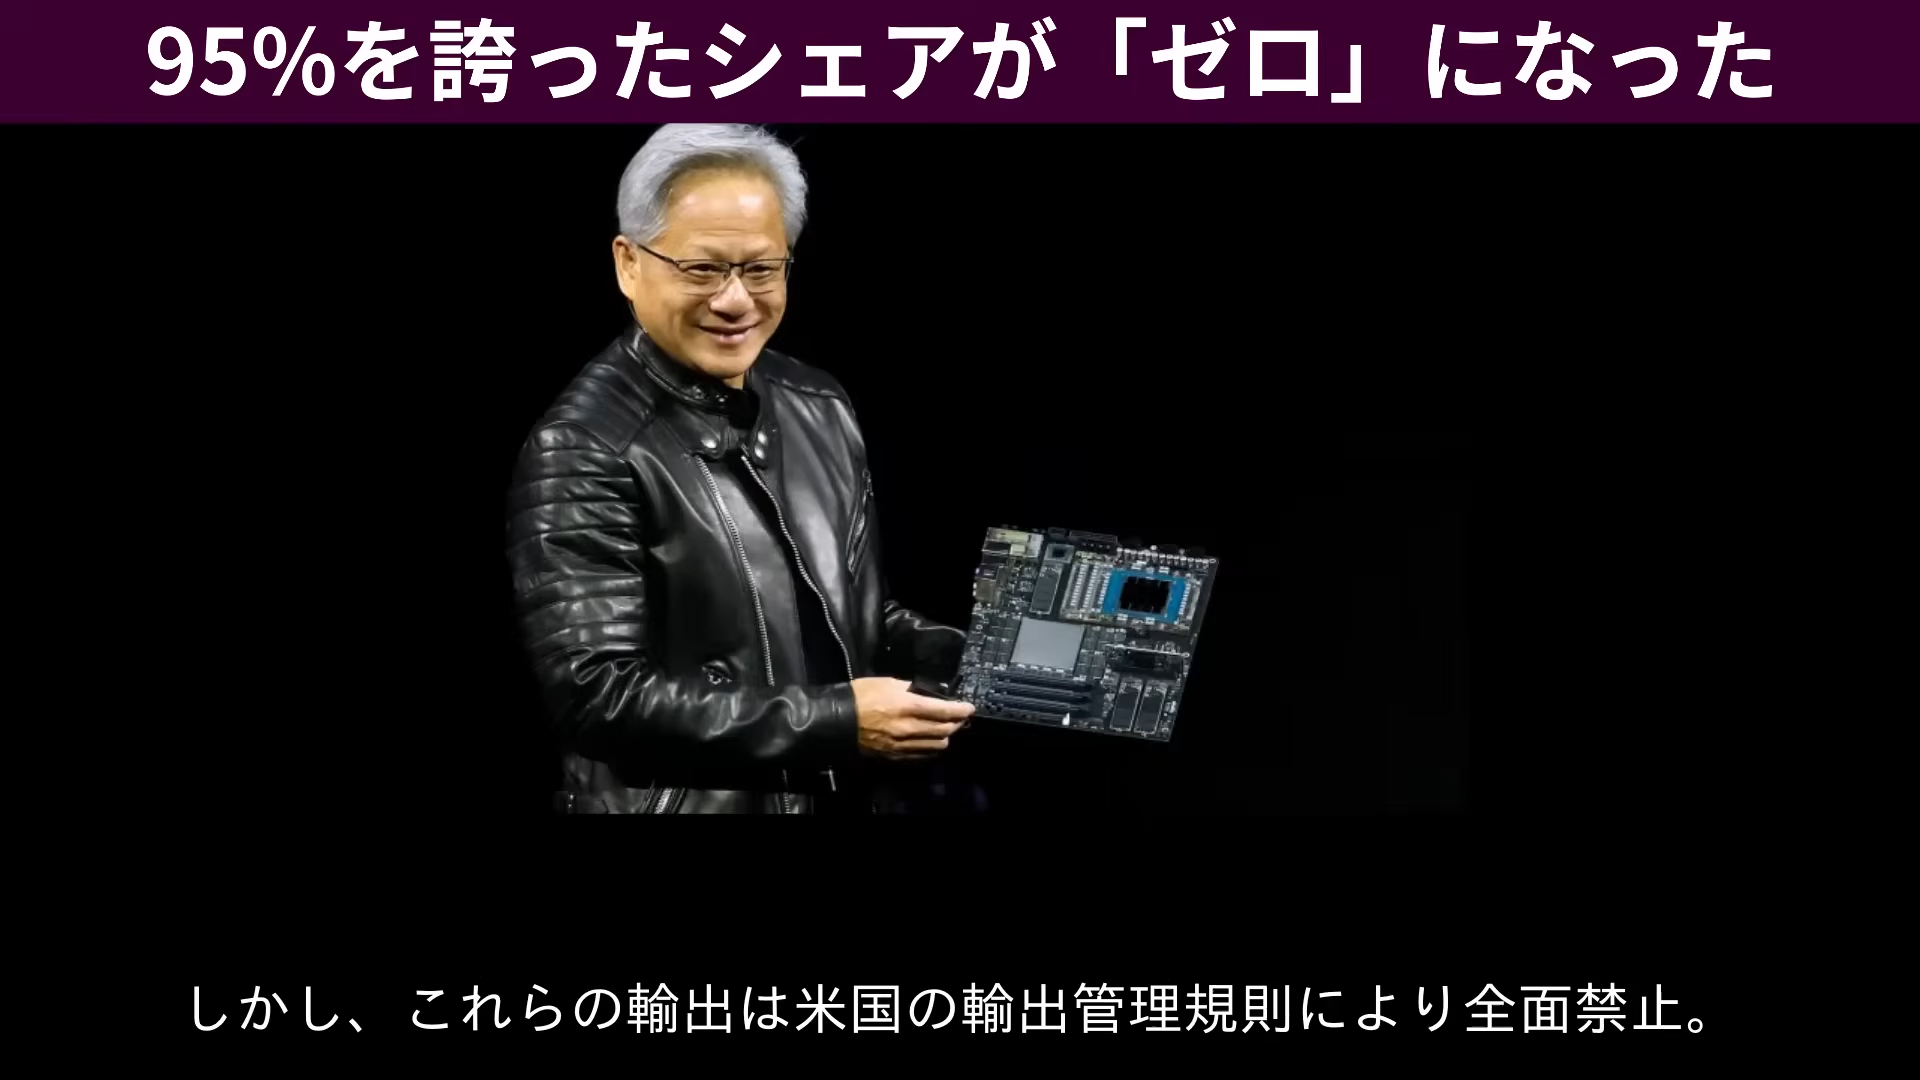 95%を誇ったシェアが「ゼロ」になった
しかし、これらの輸出は米国の輸出管理規則により全面禁止。